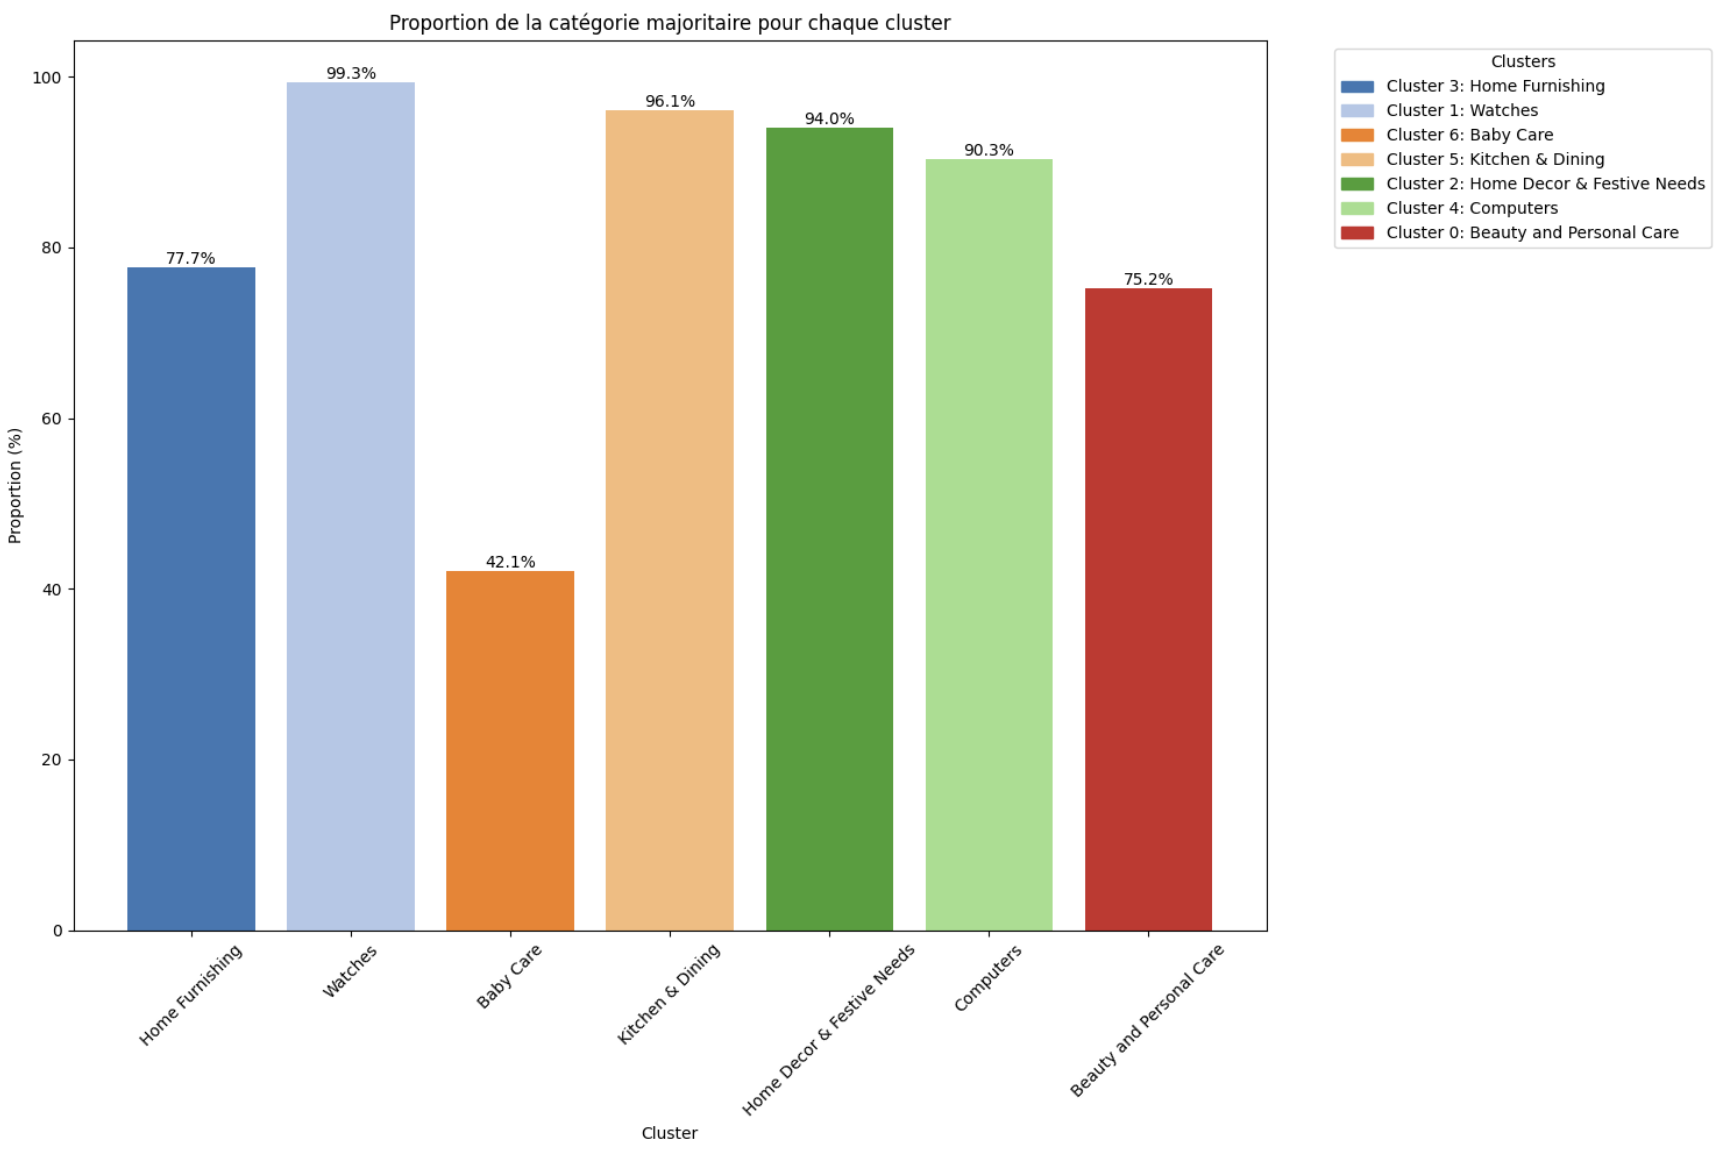 Proportion de la catégorie majoritaire pour chaque cluster
Proportion (%)
100
80
60
40
20
0
77.7%
99.3%
42.1%
96.1%
94.0%
90.3%
75.2%
Home Furnishing
Watches
Baby Care
Kitchen & Dining
Home Decor & Festive Needs
Computers
Beauty and Personal Care
Cluster
Clusters
Cluster 3: Home Furnishing
Cluster 1: Watches
Cluster 6: Baby Care
Cluster 5: Kitchen & Dining
Cluster 2: Home Decor & Festive Needs
Cluster 4: Computers
Cluster 0: Beauty and Personal Care